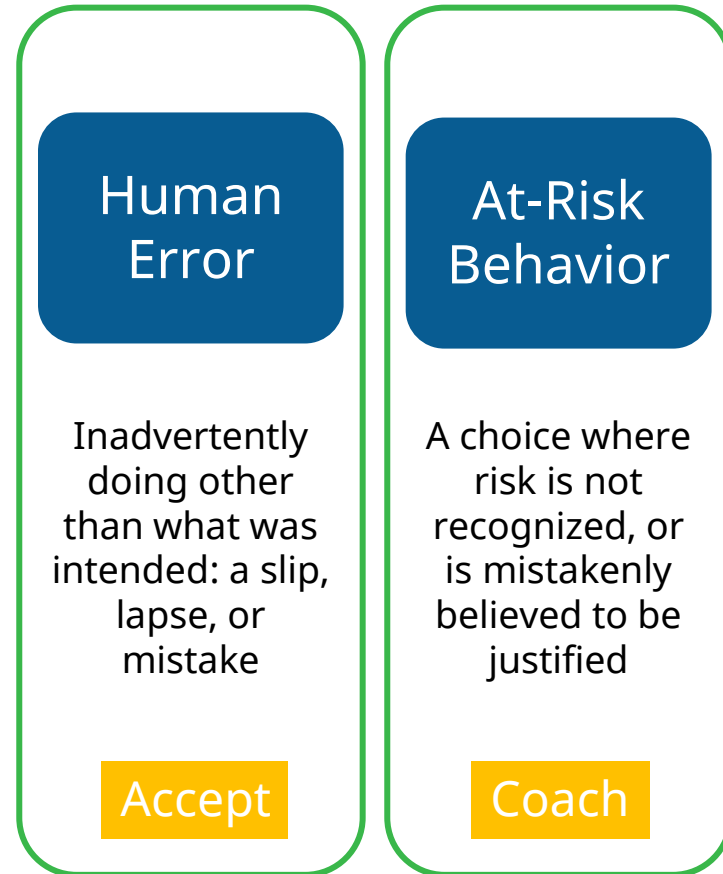 Human
Error
Inadvertently
doing other
than what was
intended: a slip,
lapse, or
mistake
Accept
At-Risk
Behavior
A choice where
risk is not
recognized, or
is mistakenly
believed to be
justified
Coach